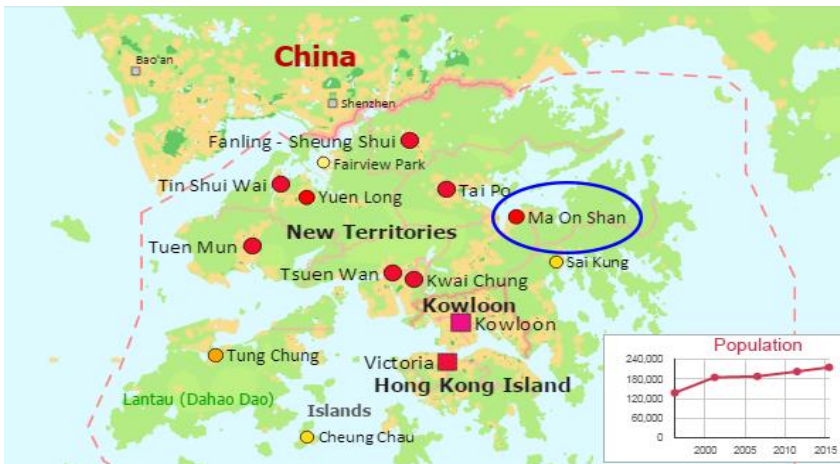 Bao'an
China
Shenzhen
Fanling - Sheung Shui
Fairview Park
Tin Shui Wai
Tai Po
Yuen Long
Ma On Shan
New Territories
Tuen Mun
Sai Kung
Tsuen Wan
Kwai Chung
Kowloon
Kowloon
Tung Chung
Victoria
Hong Kong Island
Lantau (Dahao Dao)
Islands
Cheung Chau
Population
240,000
180,000
120,000
60,000
0
2000 2005 2010 2015